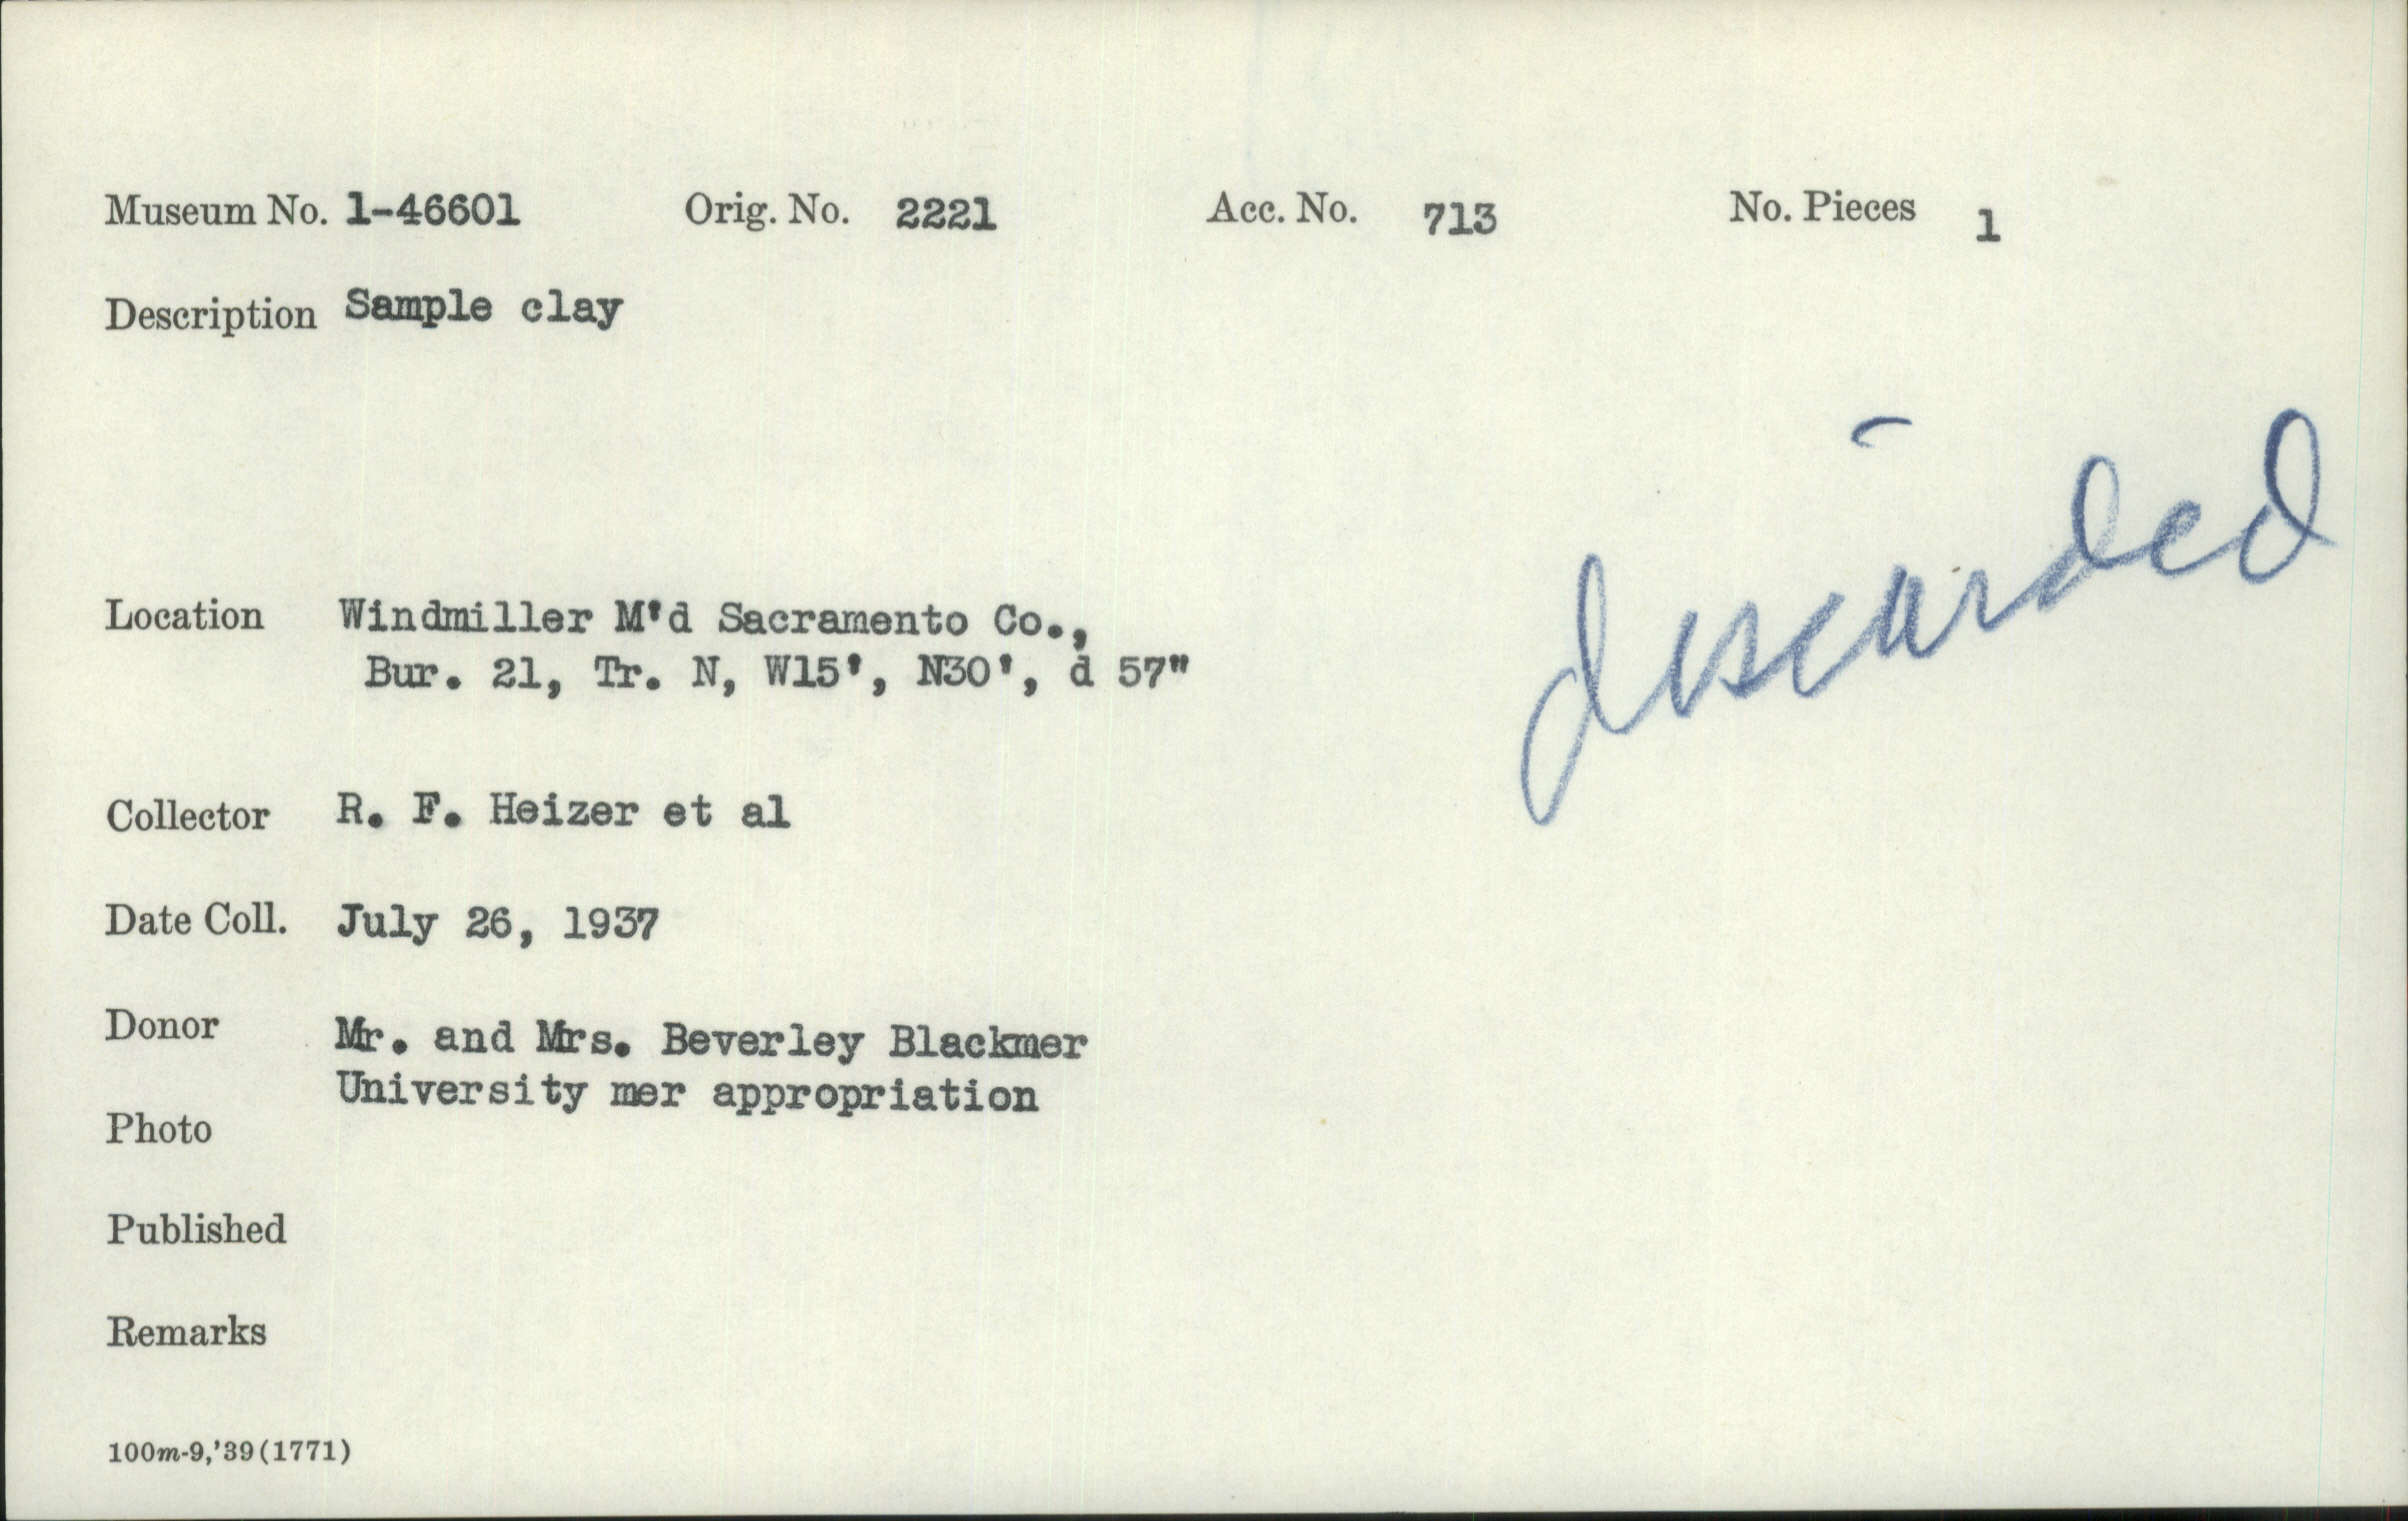 Museum No. 1-46601 Orig. No. 2221 Acc. No. 713 No. Pieces 1
Description Sample clay
discarded
Location Windmiller M'd Sacramento Co.,
Bur. 21, Tr. N, W15', N30', d 57"
Collector R. F. Heizer et al
Date Coll. July 26, 1937
Donor Mr. and Mrs. Beverley Blackmer
University mer appropriation
Photo
Published
Remarks
100m-9,'39(1771)